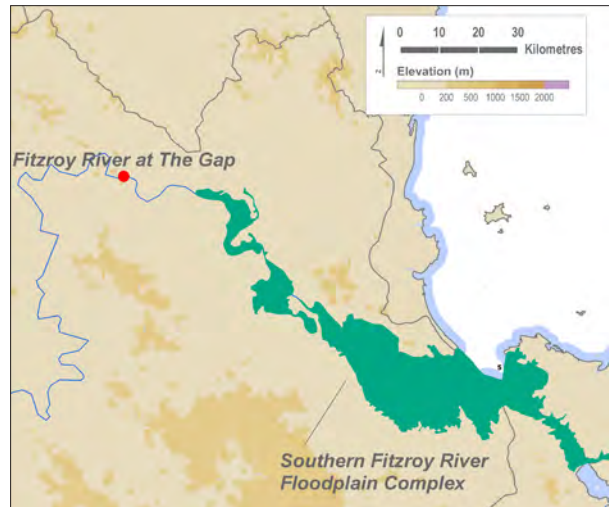 0 10 20 30
Kilometres
Elevation (m)
0 200 500 1000 1500 2000
Fitzroy River at The Gap
Southern Fitzroy River
Floodplain Complex